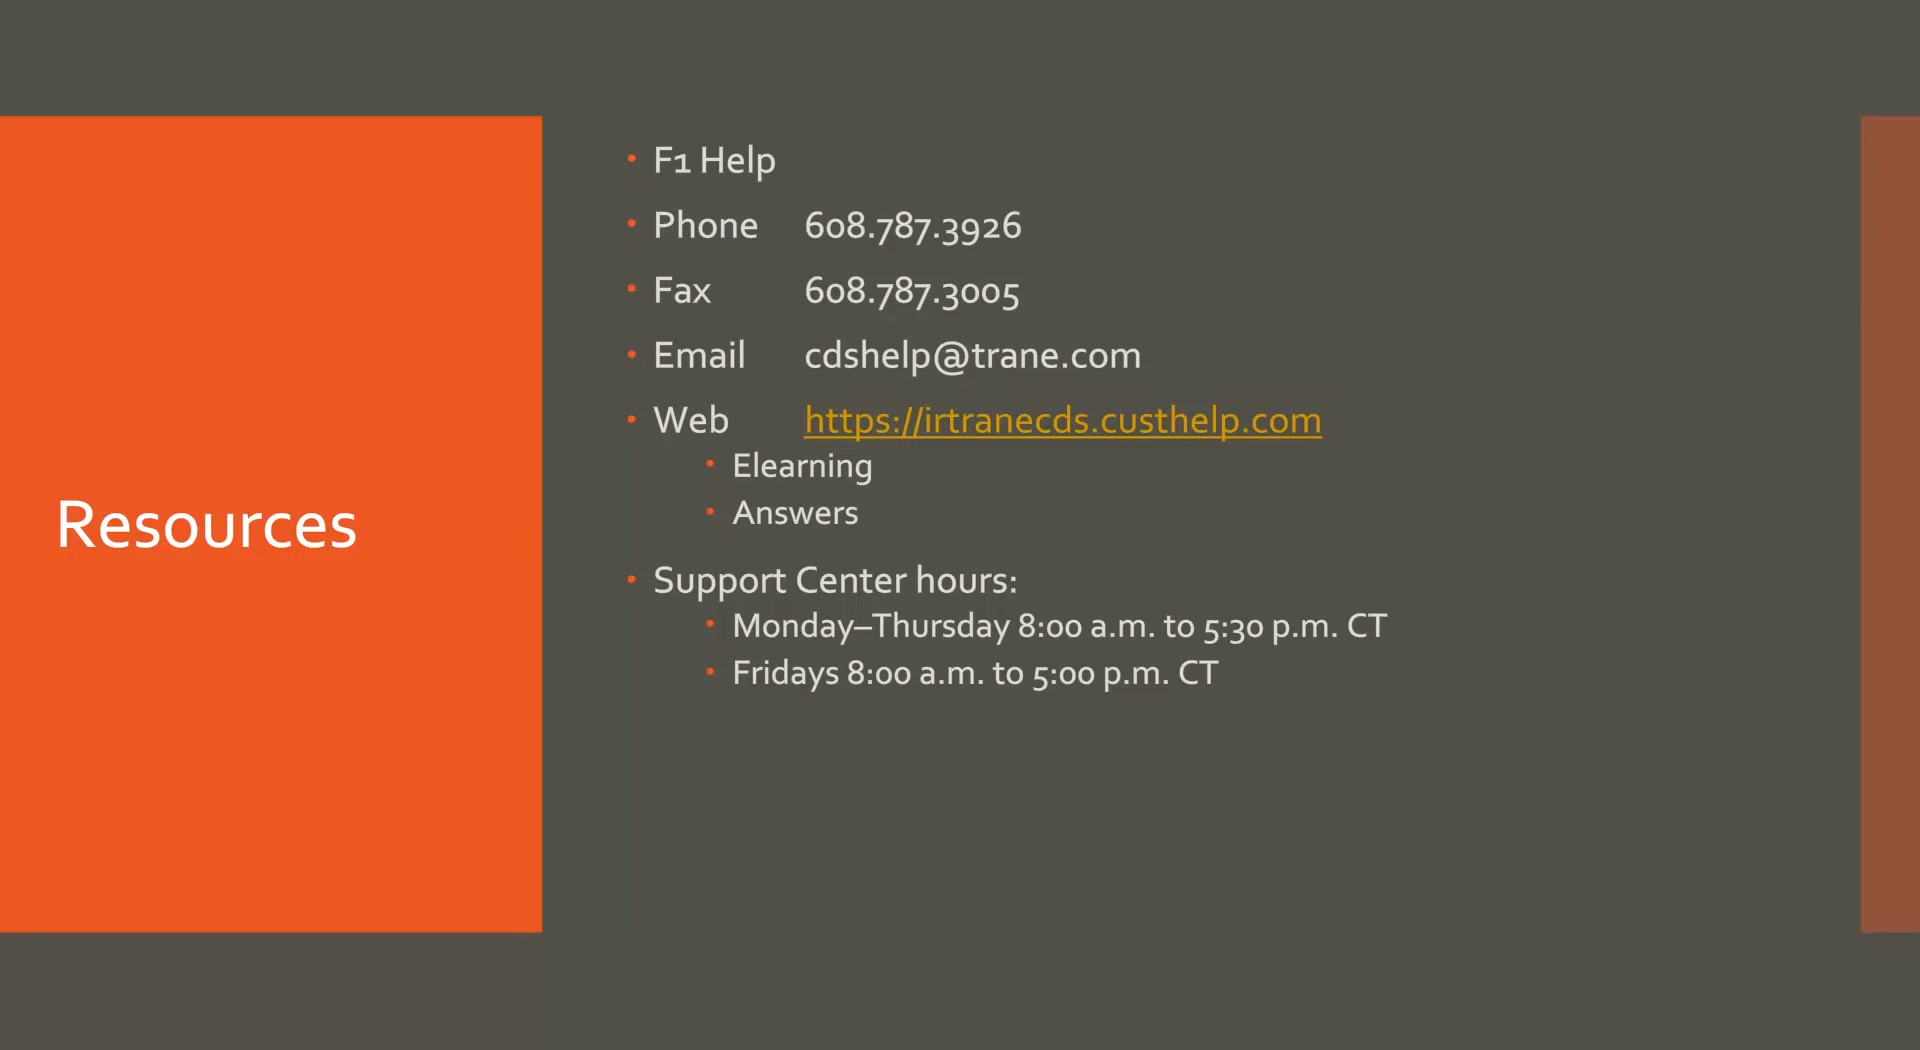 Resources
F1 Help
Phone 608.787.3926
Fax 608.787.3005
Email cdshelp@trane.com
Web https://irtranecds.custhelp.com
Elearning
Answers
Support Center hours:
Monday–Thursday 8:00 a.m. to 5:30 p.m. CT
Fridays 8:00 a.m. to 5:00 p.m. CT